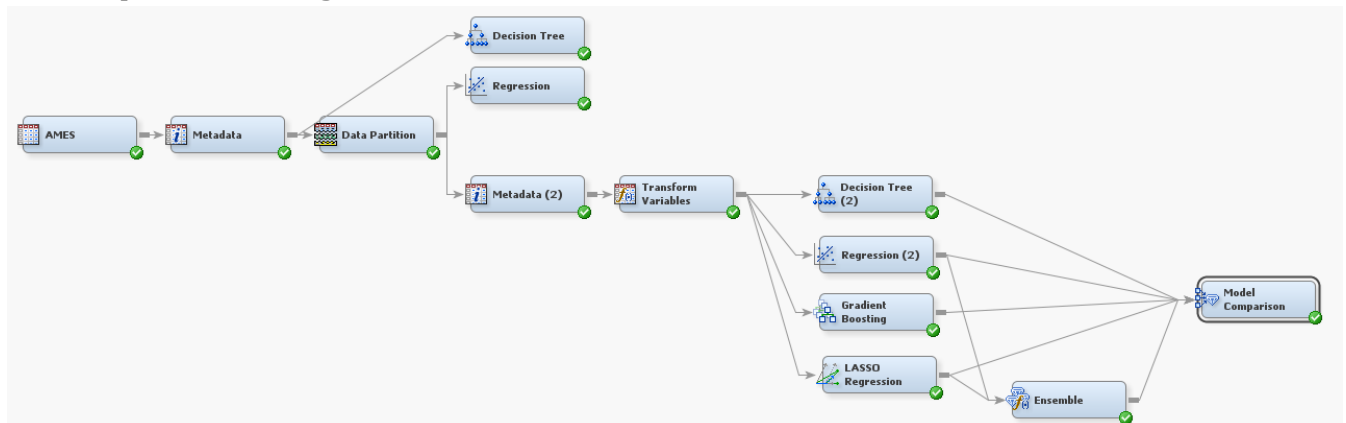 Decision Tree
Regression
AMES
Metadata
Data Partition
Metadata (2)
Transform
Variables
Decision Tree
(2)
Regression (2)
Gradient
Boosting
LASSO
Regression
Ensemble
Model
Comparison